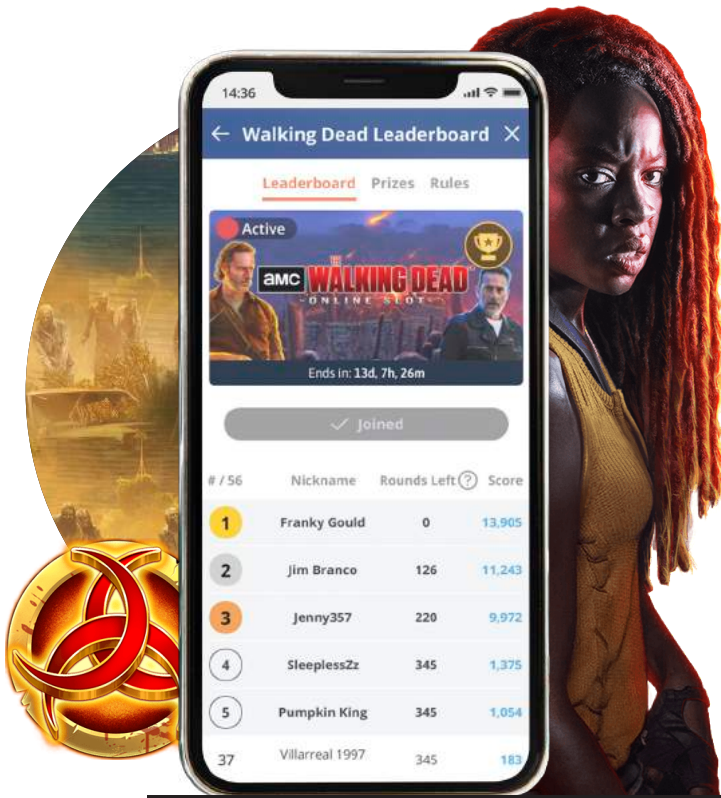 14:36
← Walking Dead Leaderboard ✕
Leaderboard Prizes Rules
Active
THE
aMC WALKING DEAD
-ONLINE SLOT-
Ends in: 13d, 7h, 26m
✓ Joined
# / 56 Nickname Rounds Left ? Score
1 Franky Gould 0 13,905
2 Jim Branco 126 11,243
3 Jenny357 220 9,972
4 SleeplessZz 345 1,375
5 Pumpkin King 345 1,054
37 Villarreal 1997 345 183